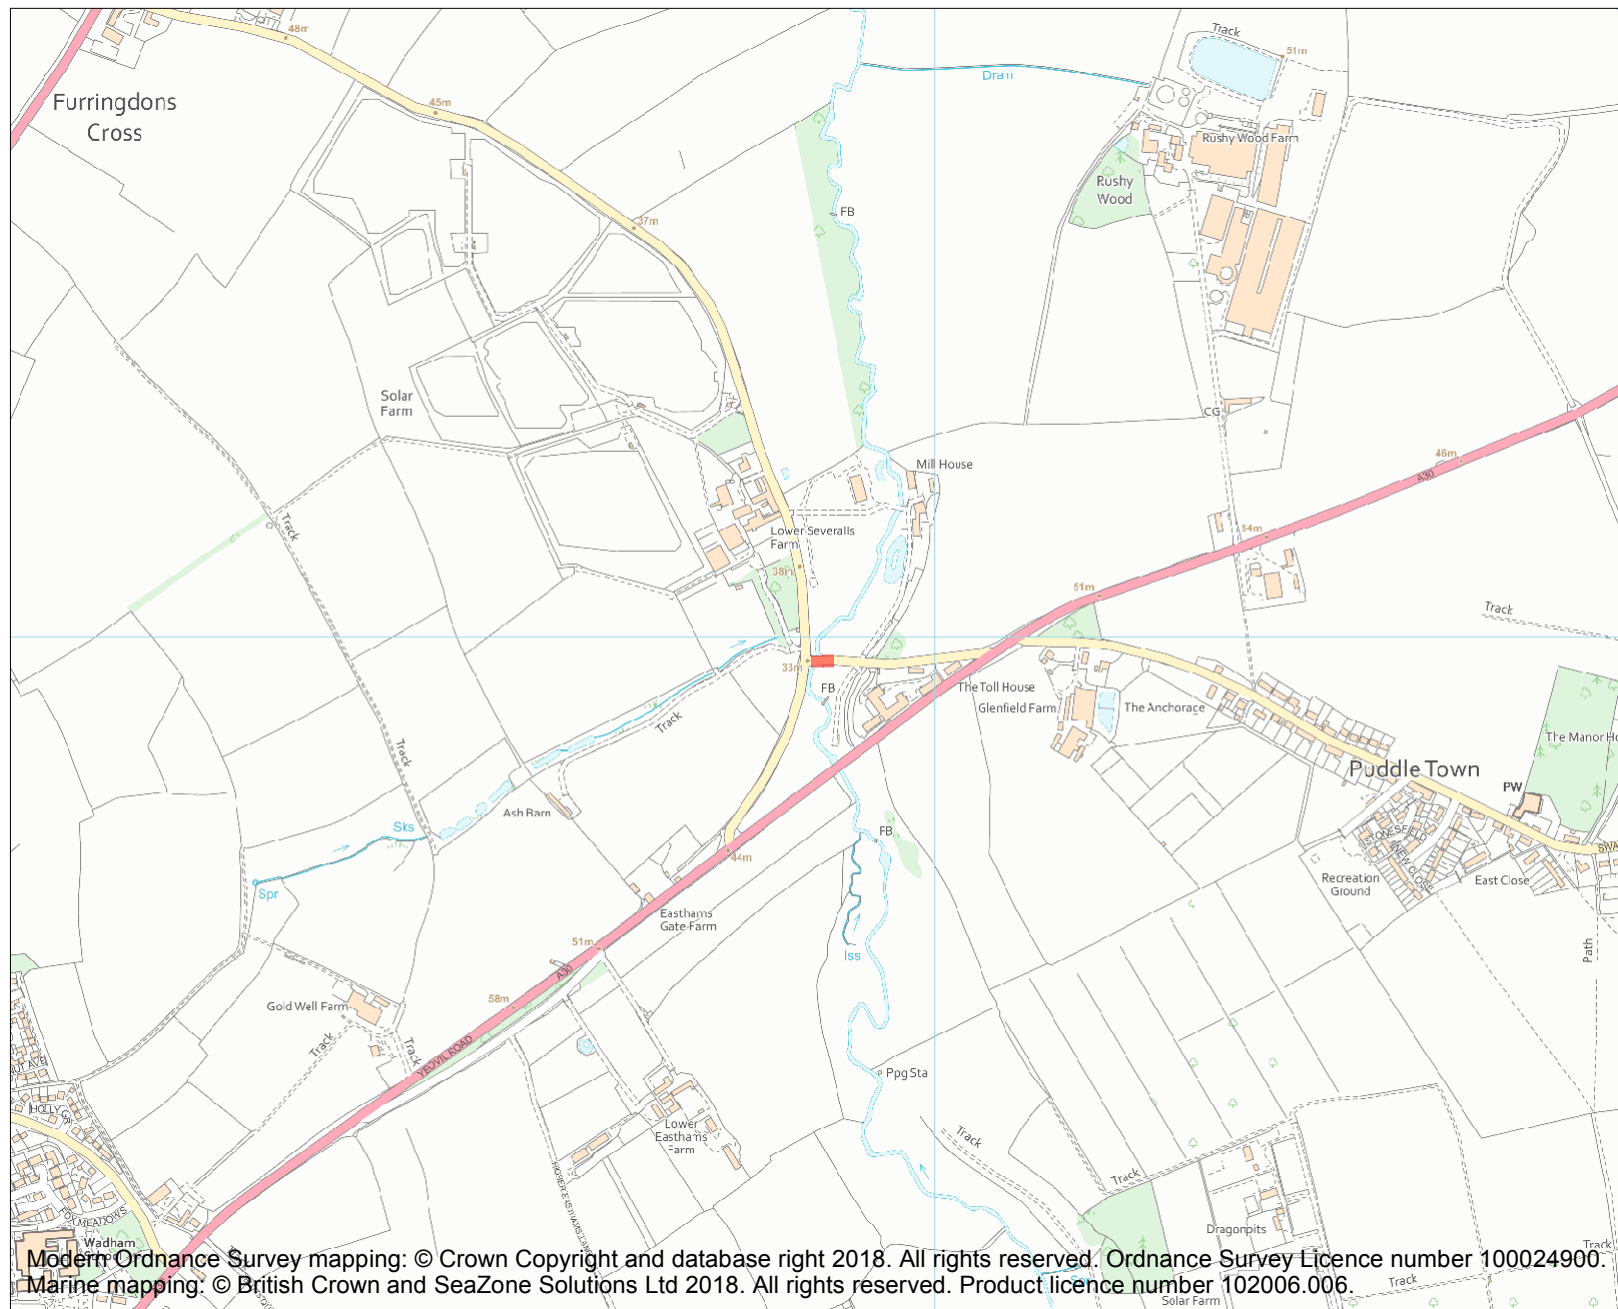 48m
Track
51m
Drain
Furringdons
Cross
45m
Rushy Wood Farm
Rushy
Wood
FB
37m
Solar
Farm
CG
46m
A30
Mill House
Track
Lower Severalls
Farm
54m
38m
51m
Track
33m
FB
The Toll House
Glenfield Farm
The Anchorage
Track
Track
The Manor
Puddle Town
PW
Ash Barn
Sks
FB
STONESFIELD
NEW CLOSE
44m
Spr
Recreation
Ground
East Close
Easthams
Gate Farm
51m
Iss
Path
A30
58m
Gold Well Farm
Track
Track
YEOVIL ROAD
Ppg Sta
HOLLY GR
Lower
Easthams
Farm
Track
Track
Dragonpits
Wadham
Track
Track
Solar Farm
Modern Ordnance Survey mapping: © Crown Copyright and database right 2018. All rights reserved. Ordnance Survey Licence number 100024900.
Marine mapping: © British Crown and SeaZone Solutions Ltd 2018. All rights reserved. Product licence number 102006.006.